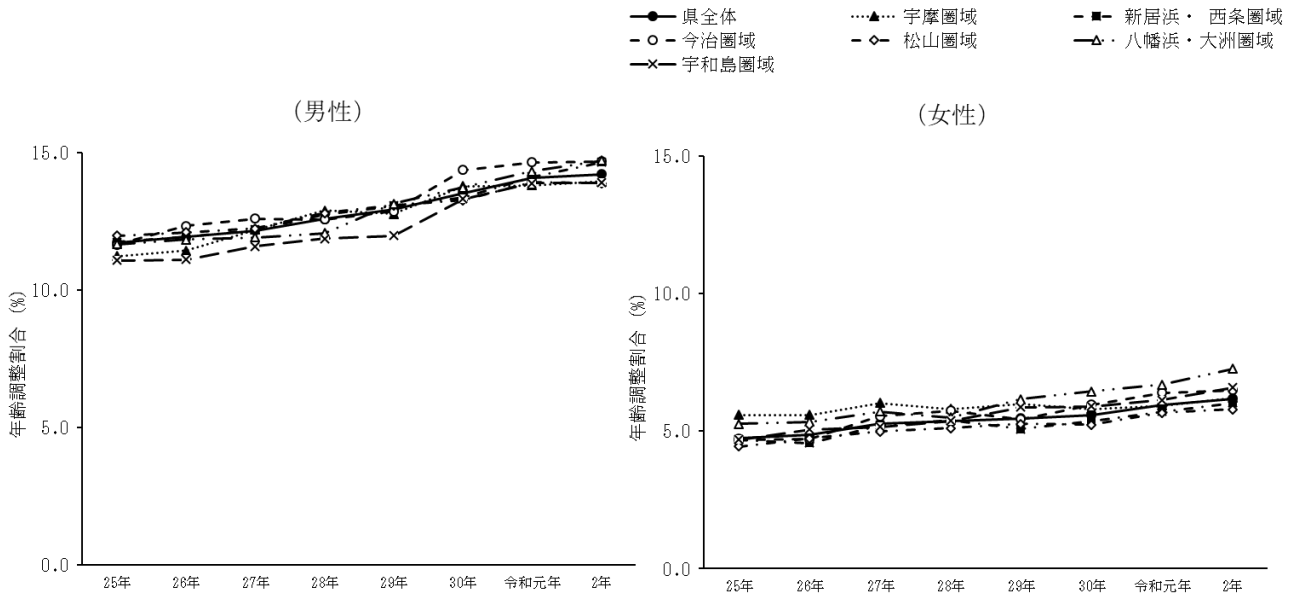 県全体　宇摩圏域　新居浜・ 西条圏域
今治圏域　松山圏域　八幡浜・大洲圏域
宇和島圏域
（男性）
年齢調整割合 (%)
15.0
10.0
5.0
0.0
25年　26年　27年　28年　29年　30年　令和元年　2年
（女性）
年齢調整割合 (%)
15.0
10.0
5.0
0.0
25年　26年　27年　28年　29年　30年　令和元年　2年